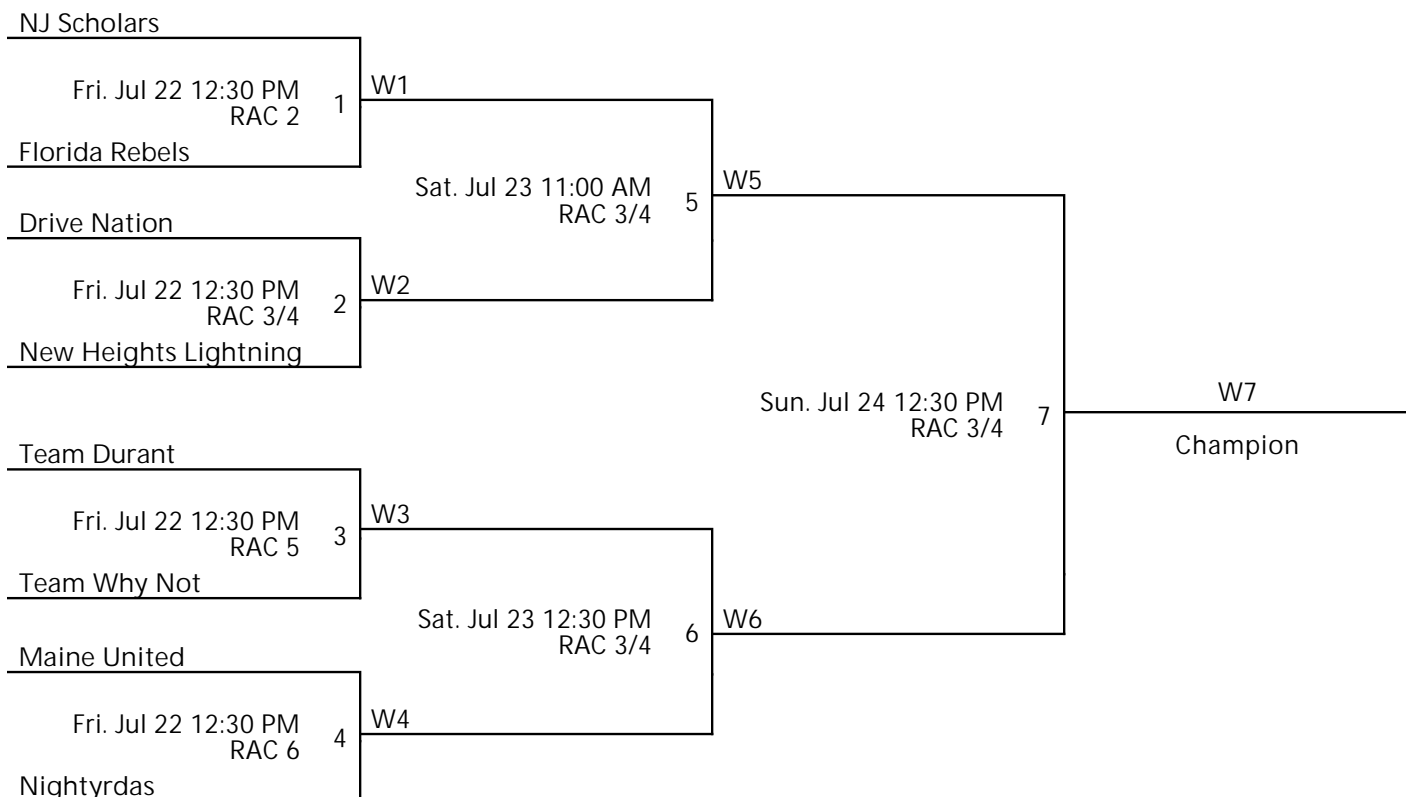 NJ Scholars
Fri. Jul 22 12:30 PM
RAC 2
1
W1
Florida Rebels
Sat. Jul 23 11:00 AM
RAC 3/4
5
W5
Drive Nation
Fri. Jul 22 12:30 PM
RAC 3/4
2
W2
New Heights Lightning
Sun. Jul 24 12:30 PM
RAC 3/4
7
W7
Champion
Team Durant
Fri. Jul 22 12:30 PM
RAC 5
3
W3
Team Why Not
Sat. Jul 23 12:30 PM
RAC 3/4
6
W6
Maine United
Fri. Jul 22 12:30 PM
RAC 6
4
W4
Nightyrdas